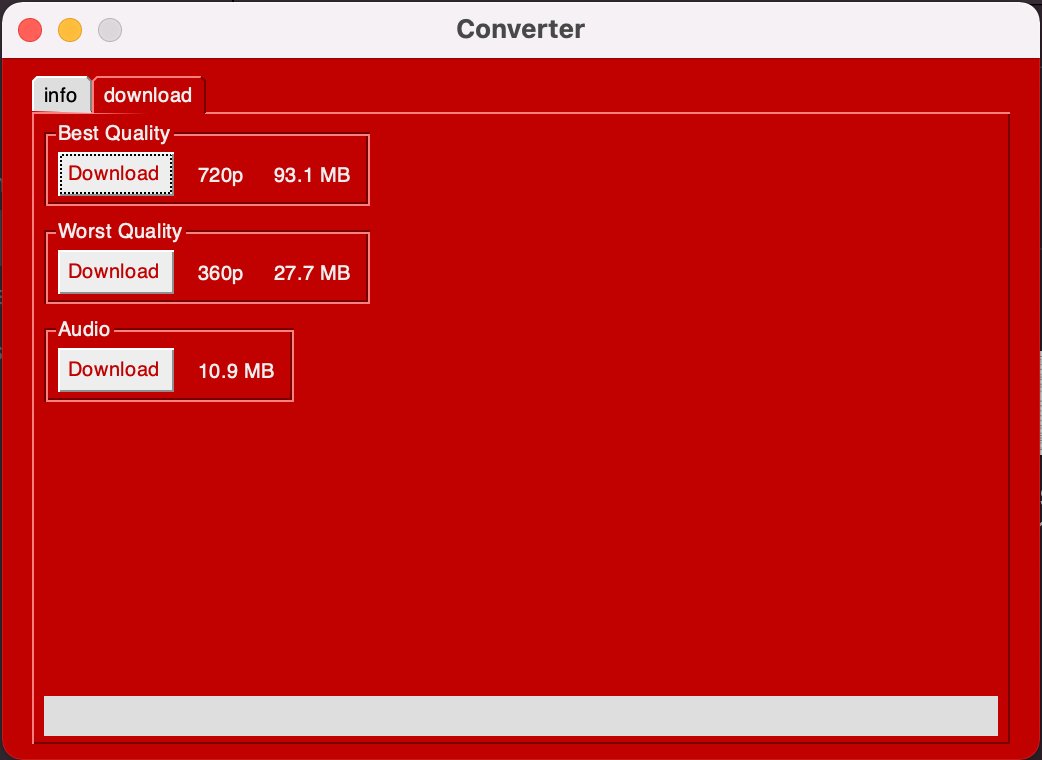 Converter
info download
Best Quality
Download 720p 93.1 MB
Worst Quality
Download 360p 27.7 MB
Audio
Download 10.9 MB